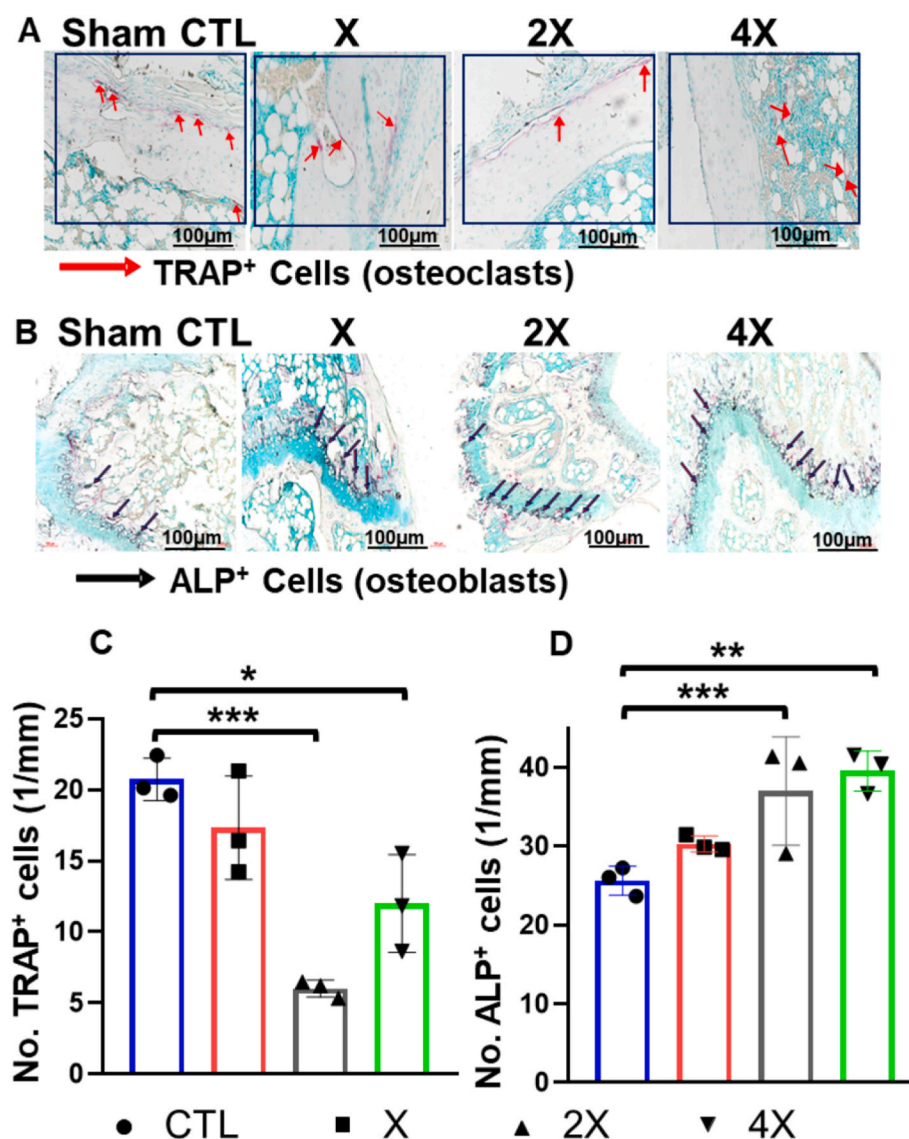 A Sham CTL X 2X 4X
100µm 100µm 100µm 100µm
TRAP⁺ Cells (osteoclasts)
B Sham CTL X 2X 4X
100µm 100µm 100µm 100µm
ALP⁺ Cells (osteoblasts)
C
*
***
No. TRAP⁺ cells (1/mm)
25
20
15
10
5
0
D
**
***
No. ALP⁺ cells (1/mm)
40
30
20
10
0
CTL X 2X 4X